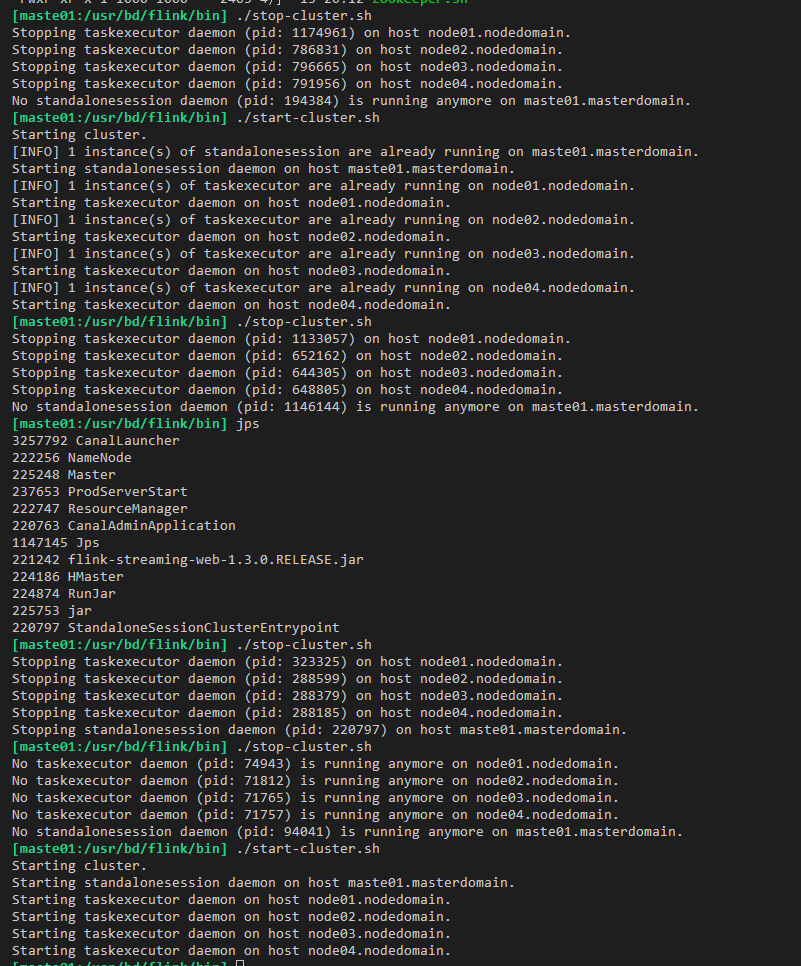 [maste01:/usr/bd/flink/bin] ./stop-cluster.sh
Stopping taskexecutor daemon (pid: 1174961) on host node01.nodedomain.
Stopping taskexecutor daemon (pid: 786831) on host node02.nodedomain.
Stopping taskexecutor daemon (pid: 796665) on host node03.nodedomain.
Stopping taskexecutor daemon (pid: 791956) on host node04.nodedomain.
No standalonesession daemon (pid: 194384) is running anymore on maste01.masterdomain.
[maste01:/usr/bd/flink/bin] ./start-cluster.sh
Starting cluster.
[INFO] 1 instance(s) of standalonesession are already running on maste01.masterdomain.
Starting standalonesession daemon on host maste01.masterdomain.
[INFO] 1 instance(s) of taskexecutor are already running on node01.nodedomain.
Starting taskexecutor daemon on host node01.nodedomain.
[INFO] 1 instance(s) of taskexecutor are already running on node02.nodedomain.
Starting taskexecutor daemon on host node02.nodedomain.
[INFO] 1 instance(s) of taskexecutor are already running on node03.nodedomain.
Starting taskexecutor daemon on host node03.nodedomain.
[INFO] 1 instance(s) of taskexecutor are already running on node04.nodedomain.
Starting taskexecutor daemon on host node04.nodedomain.
[maste01:/usr/bd/flink/bin] ./stop-cluster.sh
Stopping taskexecutor daemon (pid: 1133057) on host node01.nodedomain.
Stopping taskexecutor daemon (pid: 652162) on host node02.nodedomain.
Stopping taskexecutor daemon (pid: 644305) on host node03.nodedomain.
Stopping taskexecutor daemon (pid: 648805) on host node04.nodedomain.
No standalonesession daemon (pid: 1146144) is running anymore on maste01.masterdomain.
[maste01:/usr/bd/flink/bin] jps
3257792 CanalLauncher
222256 NameNode
225248 Master
237653 ProdServerStart
222747 ResourceManager
220763 CanalAdminApplication
1147145 Jps
221242 flink-streaming-web-1.3.0.RELEASE.jar
224186 HMaster
224874 RunJar
225753 jar
220797 StandaloneSessionClusterEntrypoint
[maste01:/usr/bd/flink/bin] ./stop-cluster.sh
Stopping taskexecutor daemon (pid: 323325) on host node01.nodedomain.
Stopping taskexecutor daemon (pid: 288599) on host node02.nodedomain.
Stopping taskexecutor daemon (pid: 288379) on host node03.nodedomain.
Stopping taskexecutor daemon (pid: 288185) on host node04.nodedomain.
Stopping standalonesession daemon (pid: 220797) on host maste01.masterdomain.
[maste01:/usr/bd/flink/bin] ./stop-cluster.sh
No taskexecutor daemon (pid: 74943) is running anymore on node01.nodedomain.
No taskexecutor daemon (pid: 71812) is running anymore on node02.nodedomain.
No taskexecutor daemon (pid: 71765) is running anymore on node03.nodedomain.
No taskexecutor daemon (pid: 71757) is running anymore on node04.nodedomain.
No standalonesession daemon (pid: 94041) is running anymore on maste01.masterdomain.
[maste01:/usr/bd/flink/bin] ./start-cluster.sh
Starting cluster.
Starting standalonesession daemon on host maste01.masterdomain.
Starting taskexecutor daemon on host node01.nodedomain.
Starting taskexecutor daemon on host node02.nodedomain.
Starting taskexecutor daemon on host node03.nodedomain.
Starting taskexecutor daemon on host node04.nodedomain.